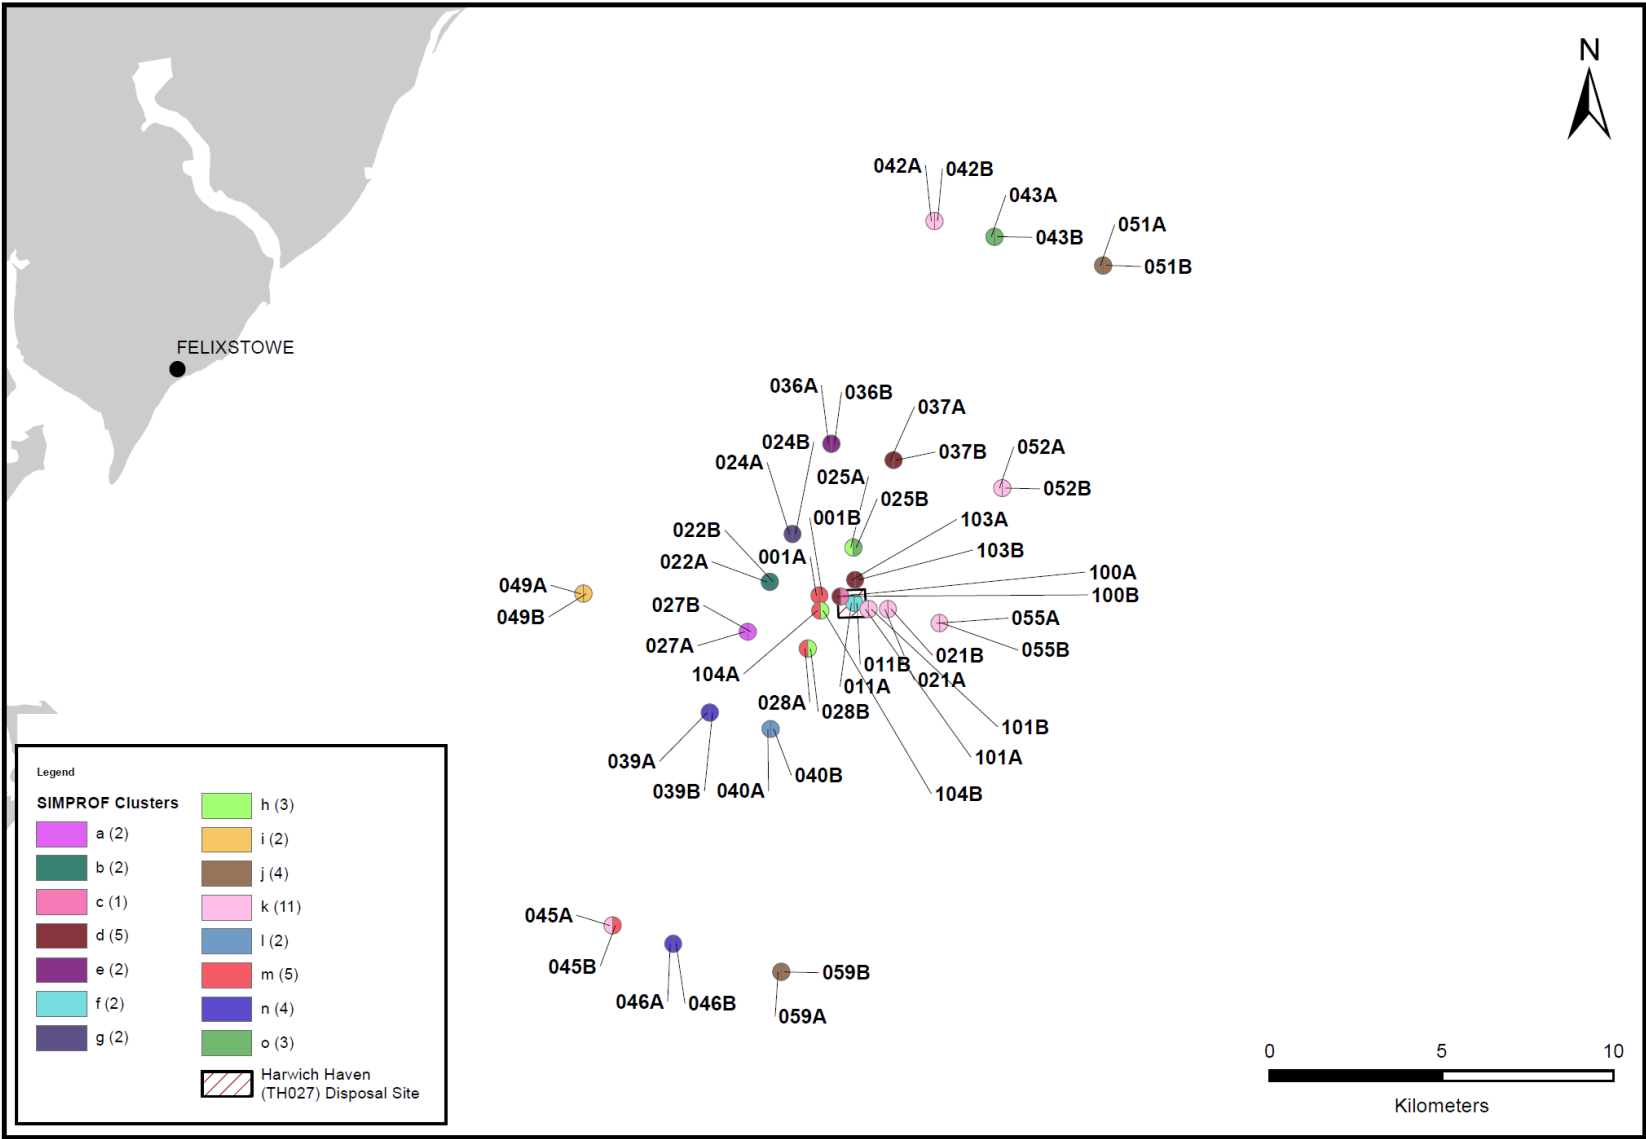 N
042A
042B
043A
043B
051A
051B
FELIXSTOWE
036A
036B
037A
024B
037B
052A
024A
025A
052B
025B
001B
103A
022B
103B
001A
022A
100A
049A
100B
027B
049B
055A
027A
021B
055B
011B
104A
021A
011A
028A
028B
101B
039A
101A
040B
039B
040A
104B
Legend
SIMPROF Clusters
a (2)
b (2)
c (1)
d (5)
e (2)
f (2)
g (2)
h (3)
i (2)
j (4)
k (11)
l (2)
m (5)
n (4)
o (3)
Harwich Haven
(TH027) Disposal Site
045A
045B
059B
046A
046B
059A
0 5 10
Kilometers